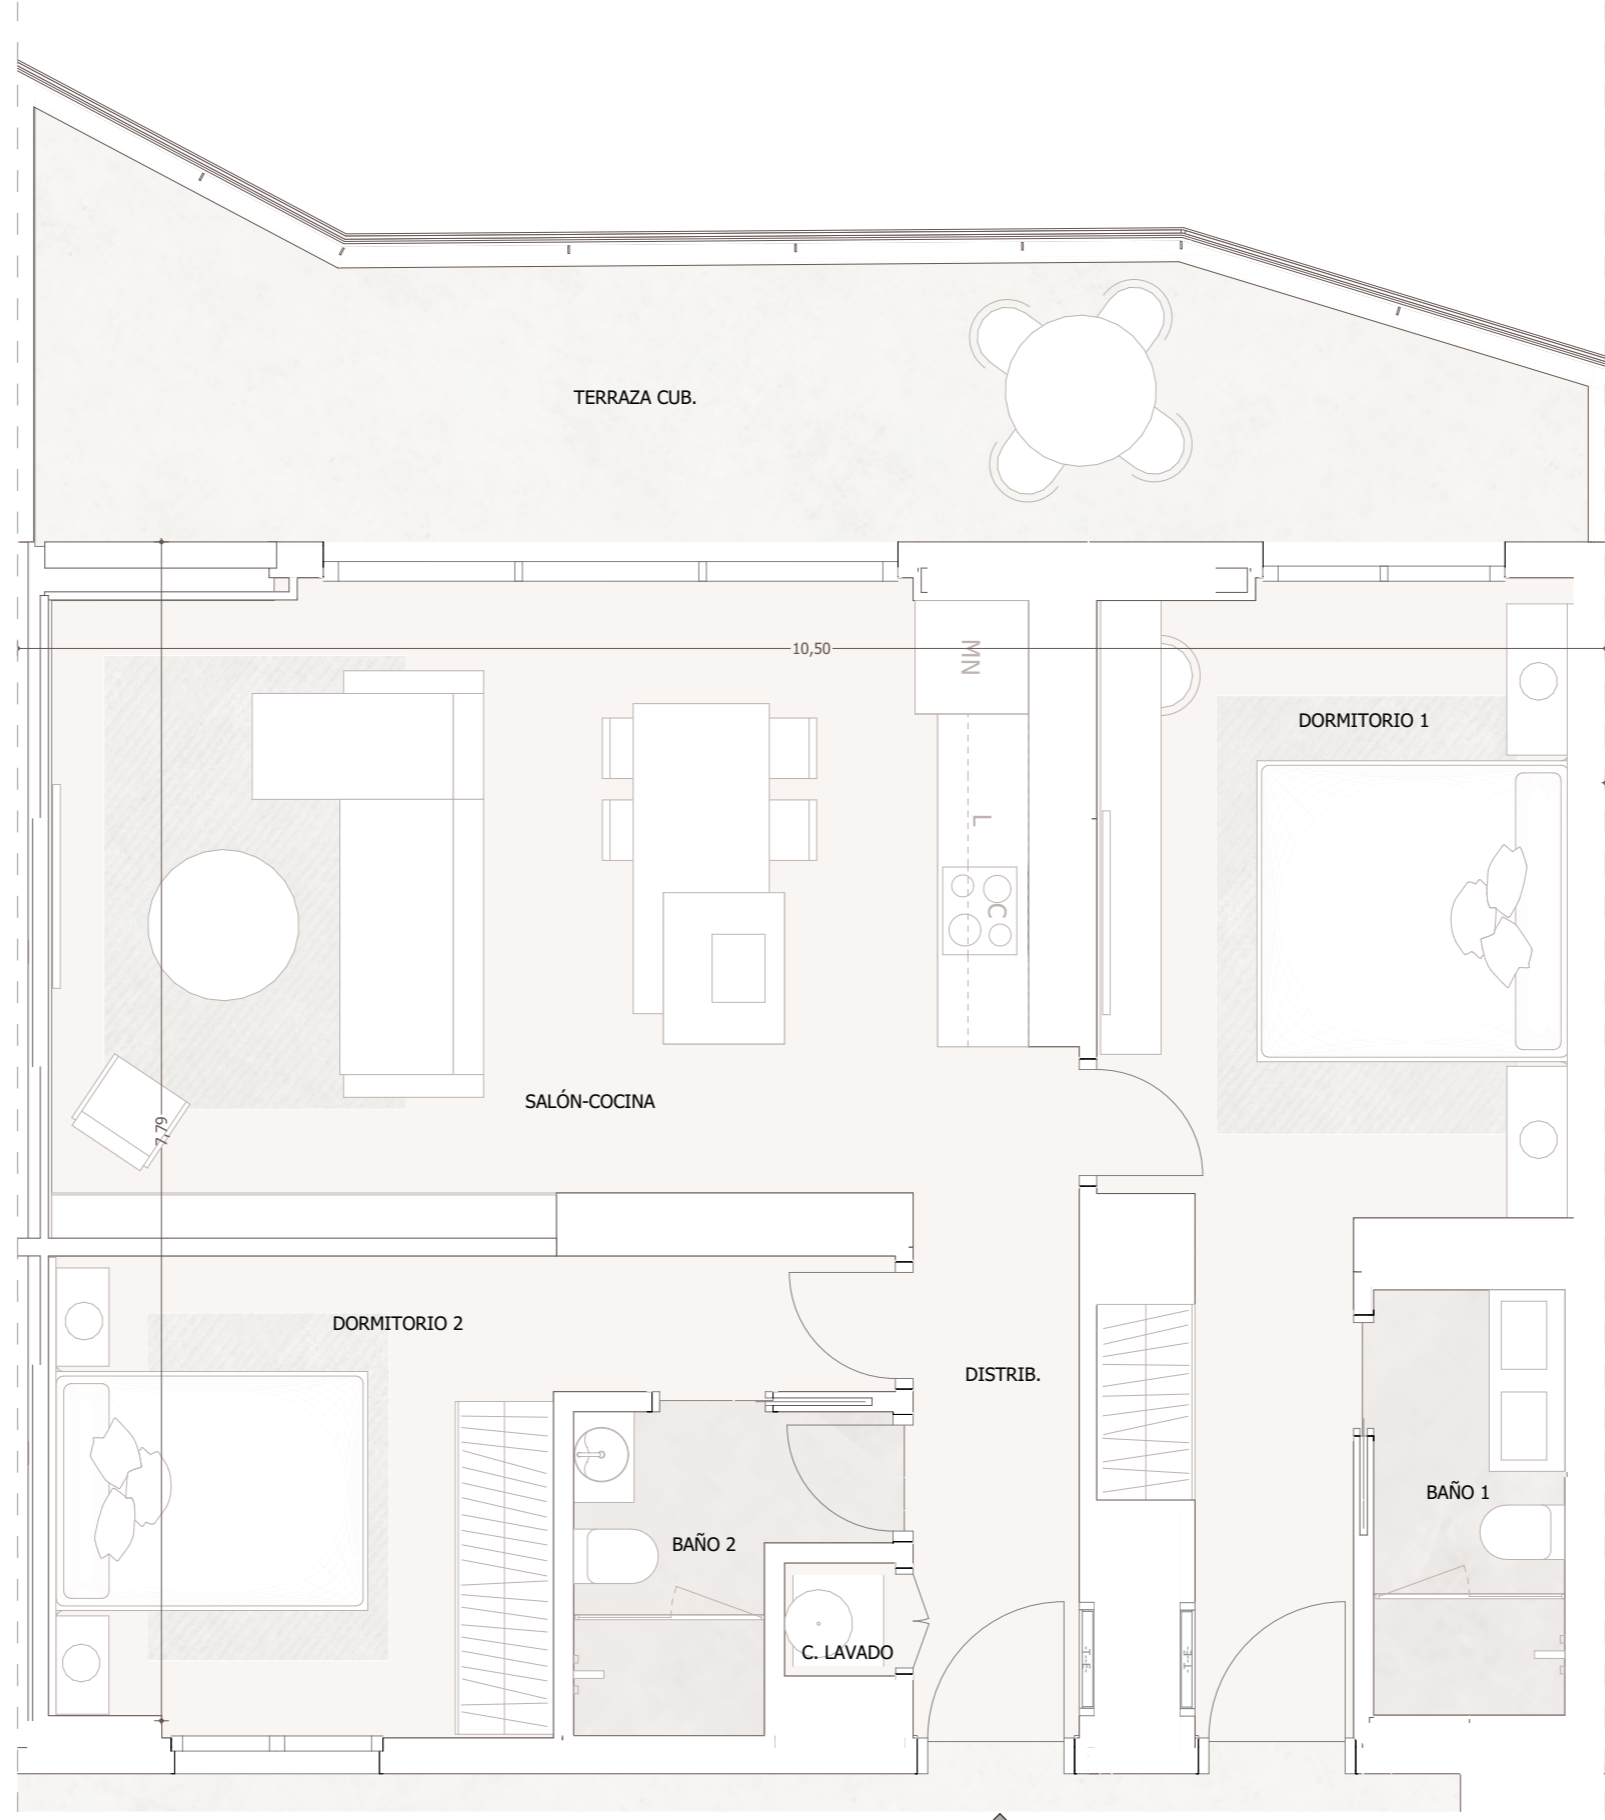 TERRAZA CUB.
10,50
MN
DORMITORIO 1
L
C
SALÓN-COCINA
7,79
DORMITORIO 2
DISTRIB.
BAÑO 1
BAÑO 2
C. LAVADO
-T-E-
-T-E-